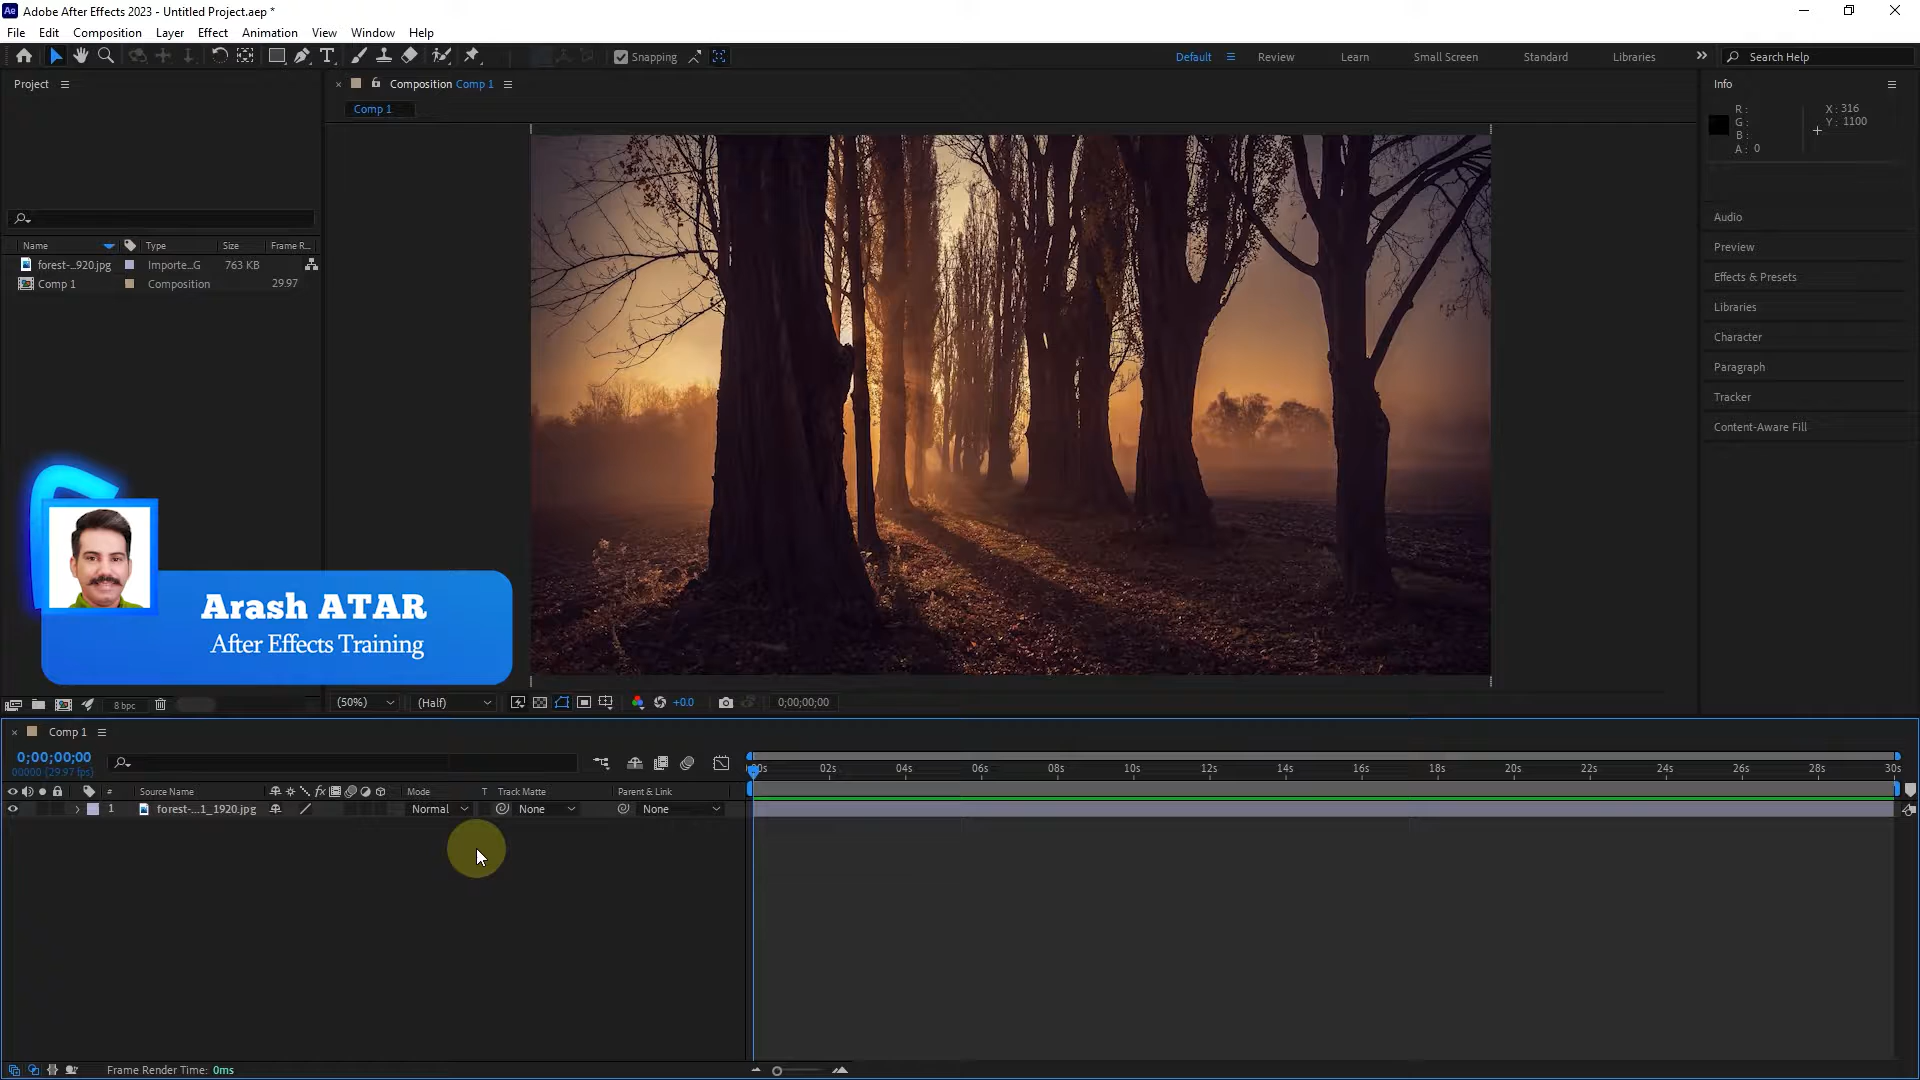 Adobe After Effects 2023 - Untitled Project.aep *
File Edit Composition Layer Effect Animation View Window Help
Snapping
Default Review Learn Small Screen Standard Libraries
Search Help
Project
Composition Comp 1
Comp 1
Info
R :
G :
B :
A : 0
X : 316
Y : 1100
Name Type Size Frame R...
forest-...920.jpg Importe...G 763 KB
Comp 1 Composition 29.97
Audio
Preview
Effects & Presets
Libraries
Character
Paragraph
Tracker
Content-Aware Fill
Arash ATAR
After Effects Training
8 bpc
(50%) (Half) +0.0 0;00;00;00
Comp 1
0;00;00;00
00000 (29.97 fps)
# Source Name fx Mode T Track Matte Parent & Link
1 forest-...1_1920.jpg Normal None None
00s 02s 04s 06s 08s 10s 12s 14s 16s 18s 20s 22s 24s 26s 28s 30s
Frame Render Time: 0ms